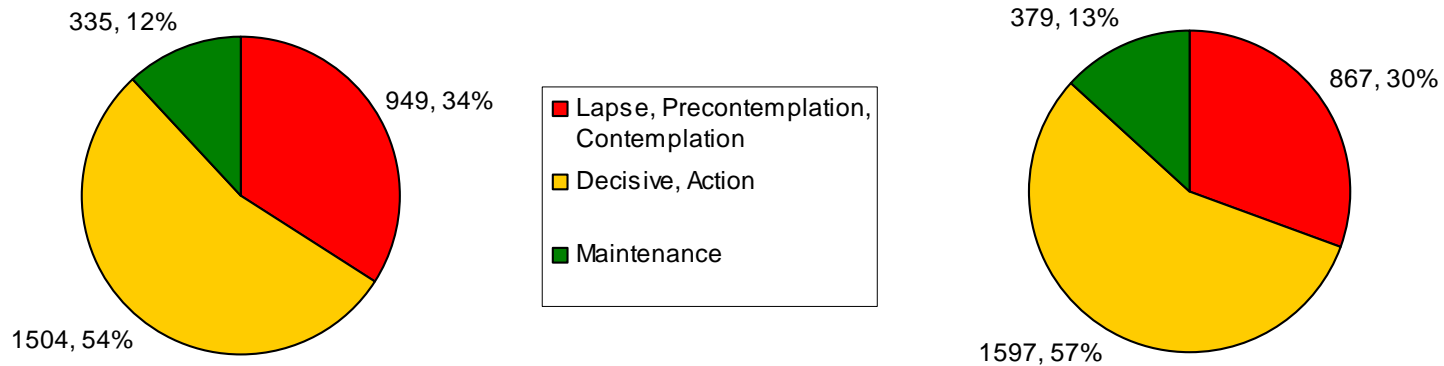 335, 12%
949, 34%
1504, 54%
Lapse, Precontemplation,
Contemplation
Decisive, Action
Maintenance
379, 13%
867, 30%
1597, 57%